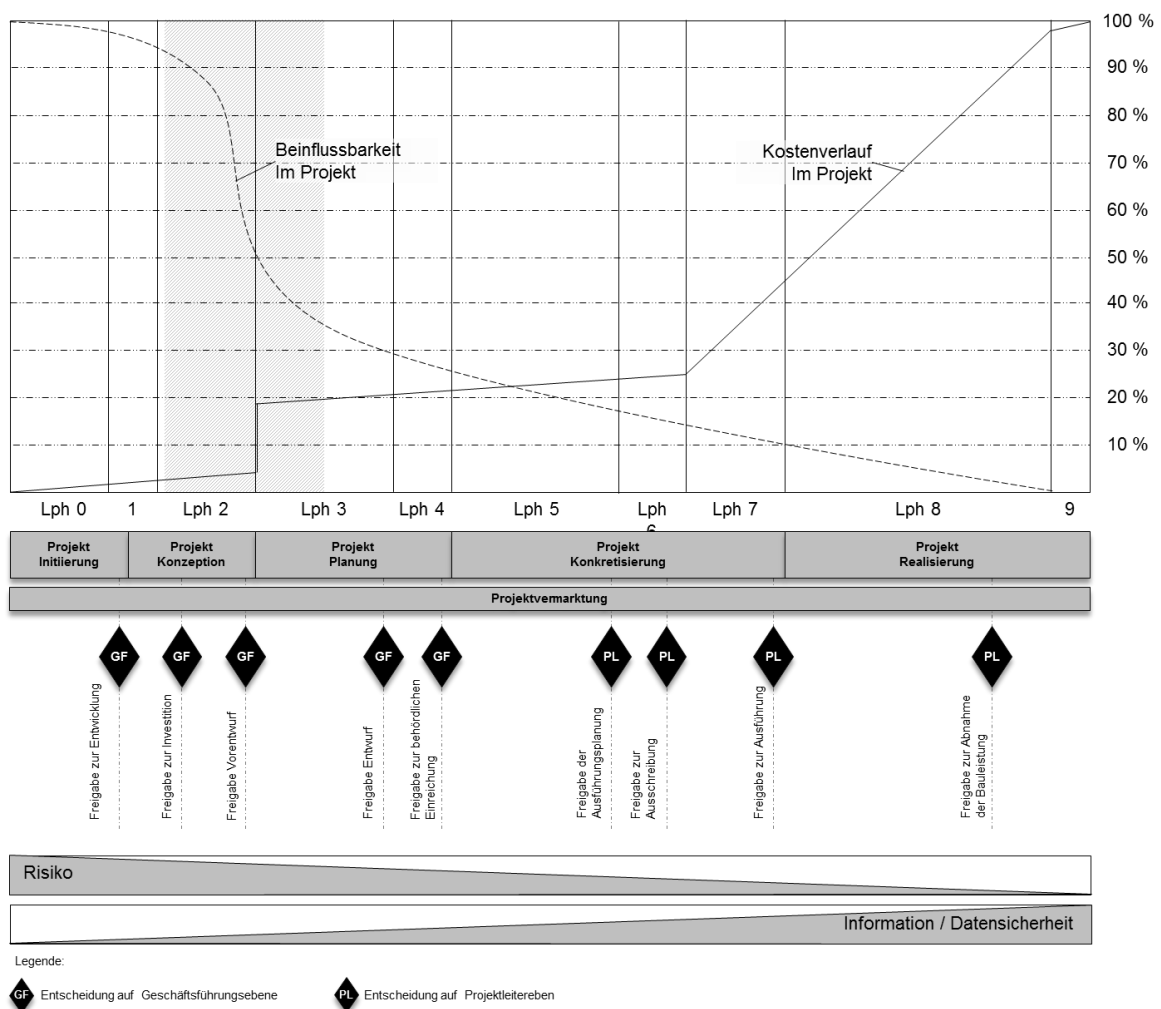 100 %
90 %
80 %
70 %
60 %
50 %
40 %
30 %
20 %
10 %
Beinflussbarkeit
Im Projekt
Kostenverlauf
Im Projekt
Lph 0
1
Lph 2
Lph 3
Lph 4
Lph 5
Lph
6
Lph 7
Lph 8
9
Projekt
Initiierung
Projekt
Konzeption
Projekt
Planung
Projekt
Konkretisierung
Projekt
Realisierung
Projektvermarktung
GF
GF
GF
GF
GF
PL
PL
PL
PL
Freigabe zur Entwicklung
Freigabe zur Investition
Freigabe Vorentwurf
Freigabe Entwurf
Freigabe zur behördlichen
Einreichung
Freigabe der
Ausführungsplanung
Freigabe zur
Ausschreibung
Freigabe zur Ausführung
Freigabe zur Abnahme
der Bauleistung
Risiko
Information / Datensicherheit
Legende:
GF Entscheidung auf Geschäftsführungsebene
PL Entscheidung auf Projektleitereben